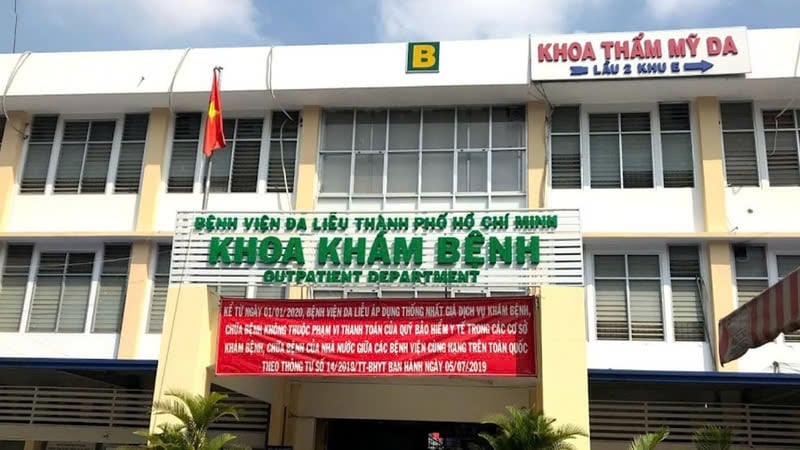 B
KHOA THẨM MỸ DA
LẦU 2 KHU E
BỆNH VIỆN DA LIỄU THÀNH PHỐ HỒ CHÍ MINH
KHOA KHÁM BỆNH
OUTPATIENT DEPARTMENT
KỂ TỪ NGÀY 01/01/2020, BỆNH VIỆN DA LIỄU ÁP DỤNG THỐNG NHẤT GIÁ DỊCH VỤ KHÁM BỆNH,
CHỮA BỆNH KHÔNG THUỘC PHẠM VI THANH TOÁN CỦA QUỸ BẢO HIỂM Y TẾ TRONG CÁC CƠ SỞ
KHÁM BỆNH, CHỮA BỆNH CỦA NHÀ NƯỚC GIỮA CÁC BỆNH VIỆN CÙNG HẠNG TRÊN TOÀN QUỐC
THEO THÔNG TƯ SỐ 14/2019/TT-BHYT BAN HÀNH NGÀY 05/07/2019